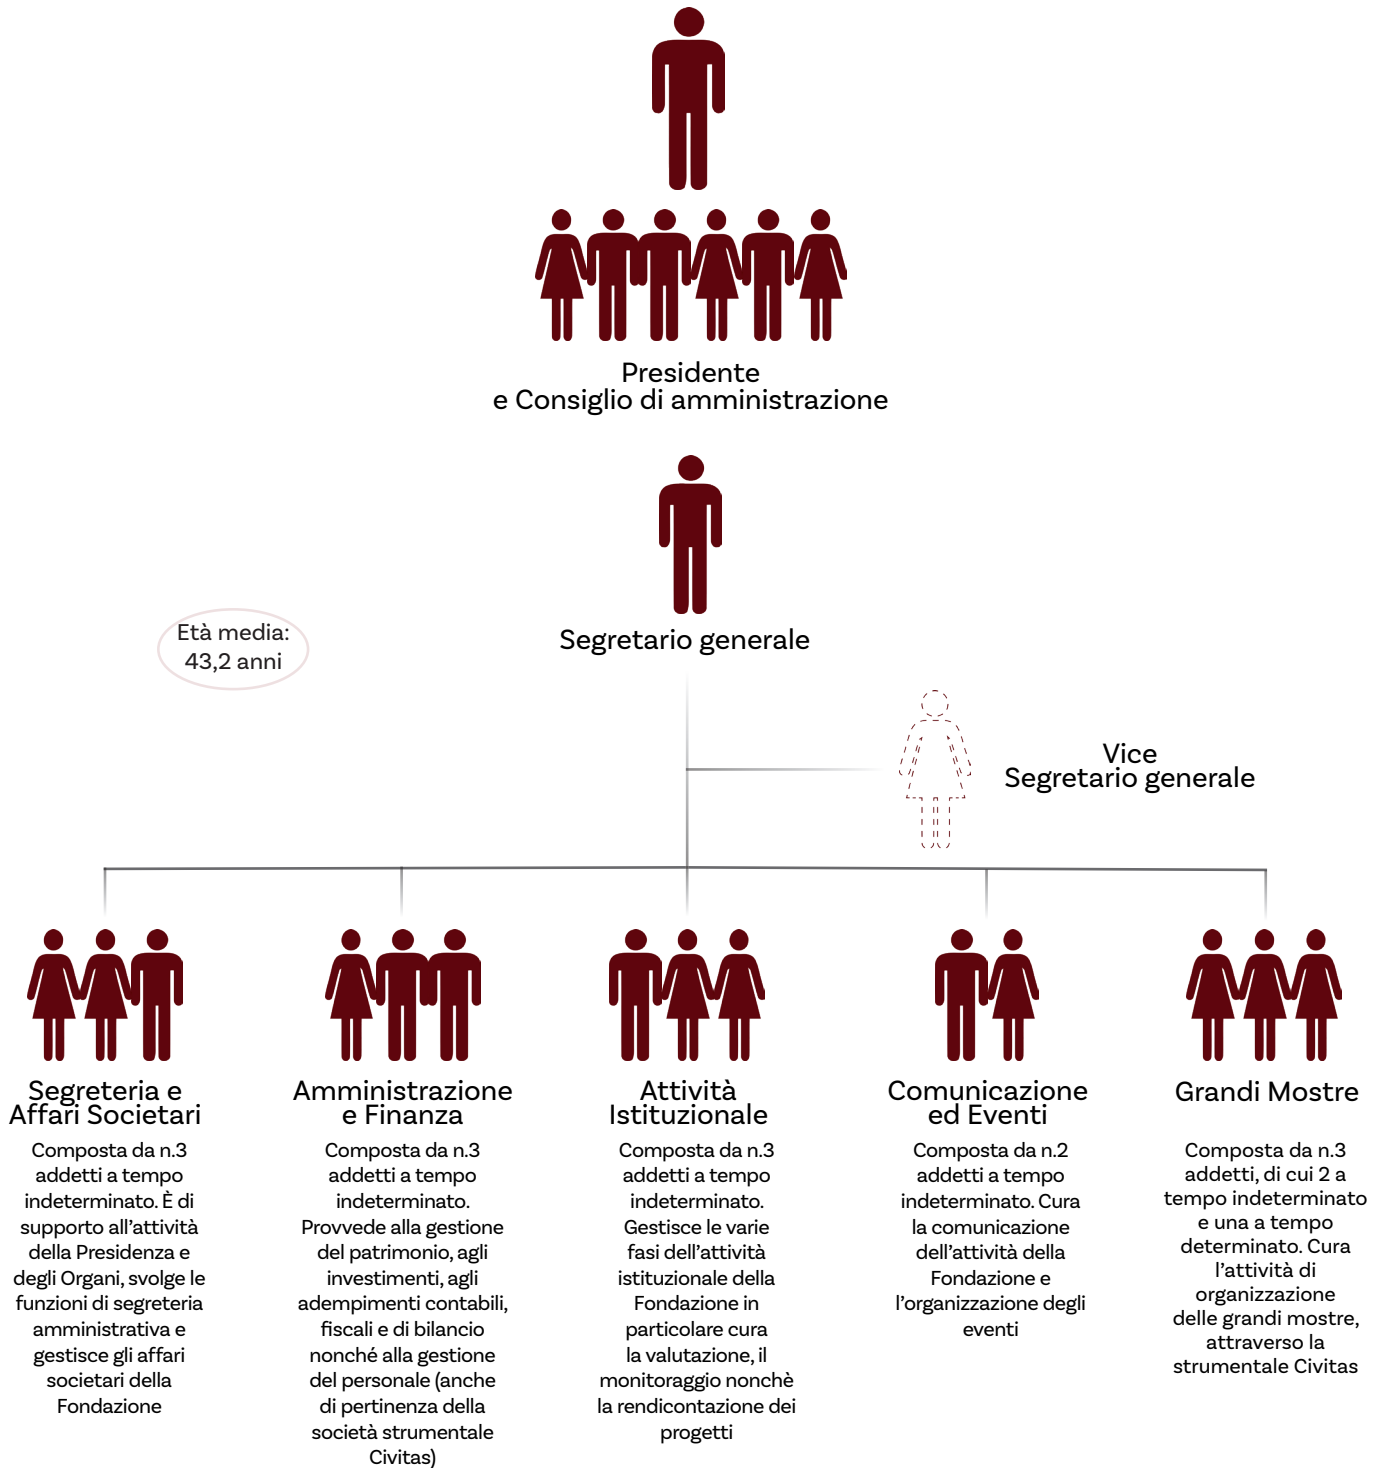 Presidente
e Consiglio di amministrazione
Segretario generale
Età media:
43,2 anni
Vice
Segretario generale
Segreteria e
Affari Societari
Composta da n.3
addetti a tempo
indeterminato. È di
supporto all'attività
della Presidenza e
degli Organi, svolge le
funzioni di segreteria
amministrativa e
gestisce gli affari
societari della
Fondazione
Amministrazione
e Finanza
Composta da n.3
addetti a tempo
indeterminato.
Provvede alla gestione
del patrimonio, agli
investimenti, agli
adempimenti contabili,
fiscali e di bilancio
nonché alla gestione
del personale (anche
di pertinenza della
società strumentale
Civitas)
Attività
Istituzionale
Composta da n.3
addetti a tempo
indeterminato.
Gestisce le varie
fasi dell'attività
istituzionale della
Fondazione in
particolare cura
la valutazione, il
monitoraggio nonchè
la rendicontazione dei
progetti
Comunicazione
ed Eventi
Composta da n.2
addetti a tempo
indeterminato. Cura
la comunicazione
dell'attività della
Fondazione e
l'organizzazione degli
eventi
Grandi Mostre
Composta da n.3
addetti, di cui 2 a
tempo indeterminato
e una a tempo
determinato. Cura
l'attività di
organizzazione
delle grandi mostre,
attraverso la
strumentale Civitas